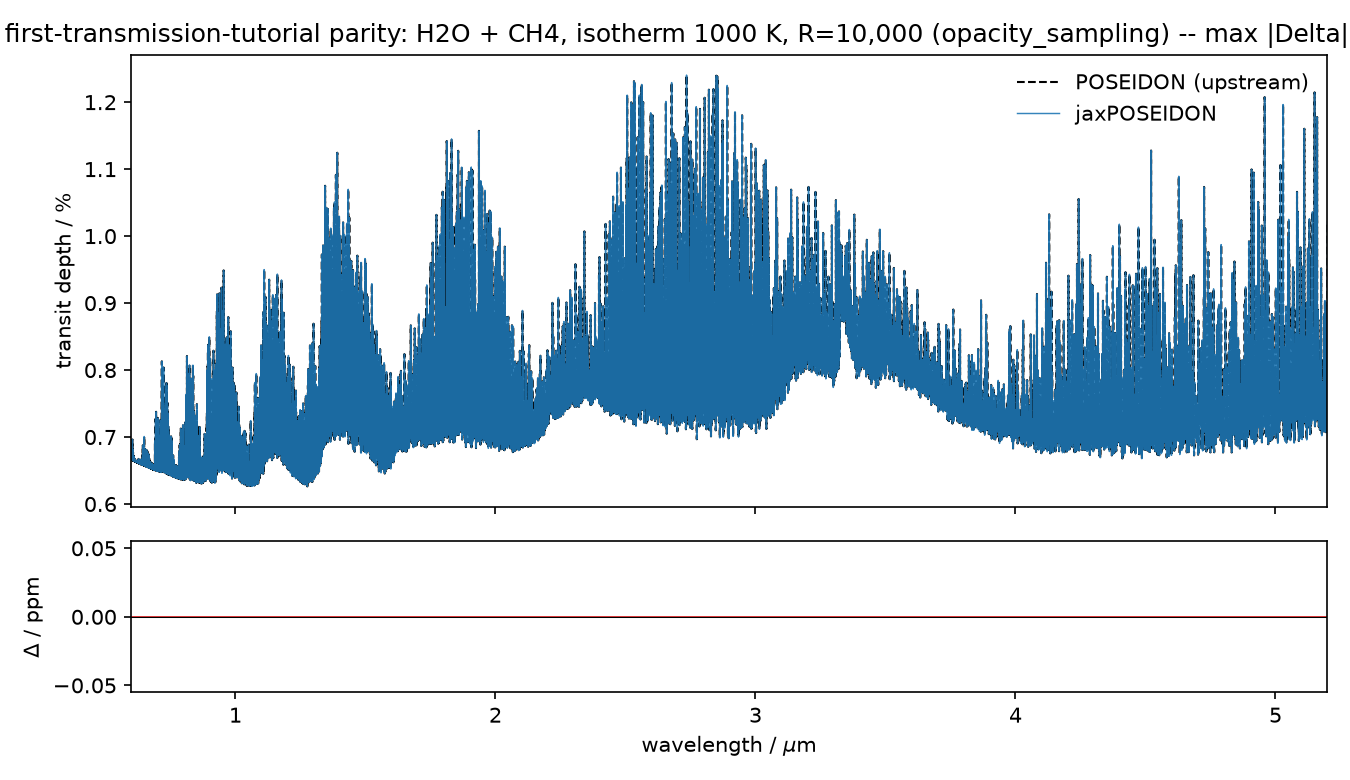 first-transmission-tutorial parity: H2O + CH4, isotherm 1000 K, R=10,000 (opacity_sampling) -- max |Delta|
POSEIDON (upstream)
jaxPOSEIDON
transit depth / %
1.2
1.1
1.0
0.9
0.8
0.7
0.6
Δ / ppm
0.05
0.00
−0.05
1 2 3 4 5
wavelength / μm